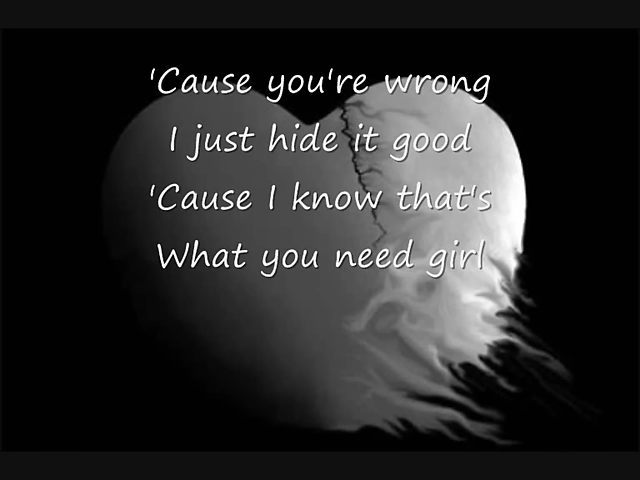 'Cause you're wrong
I just hide it good
'Cause I know that's
What you need girl